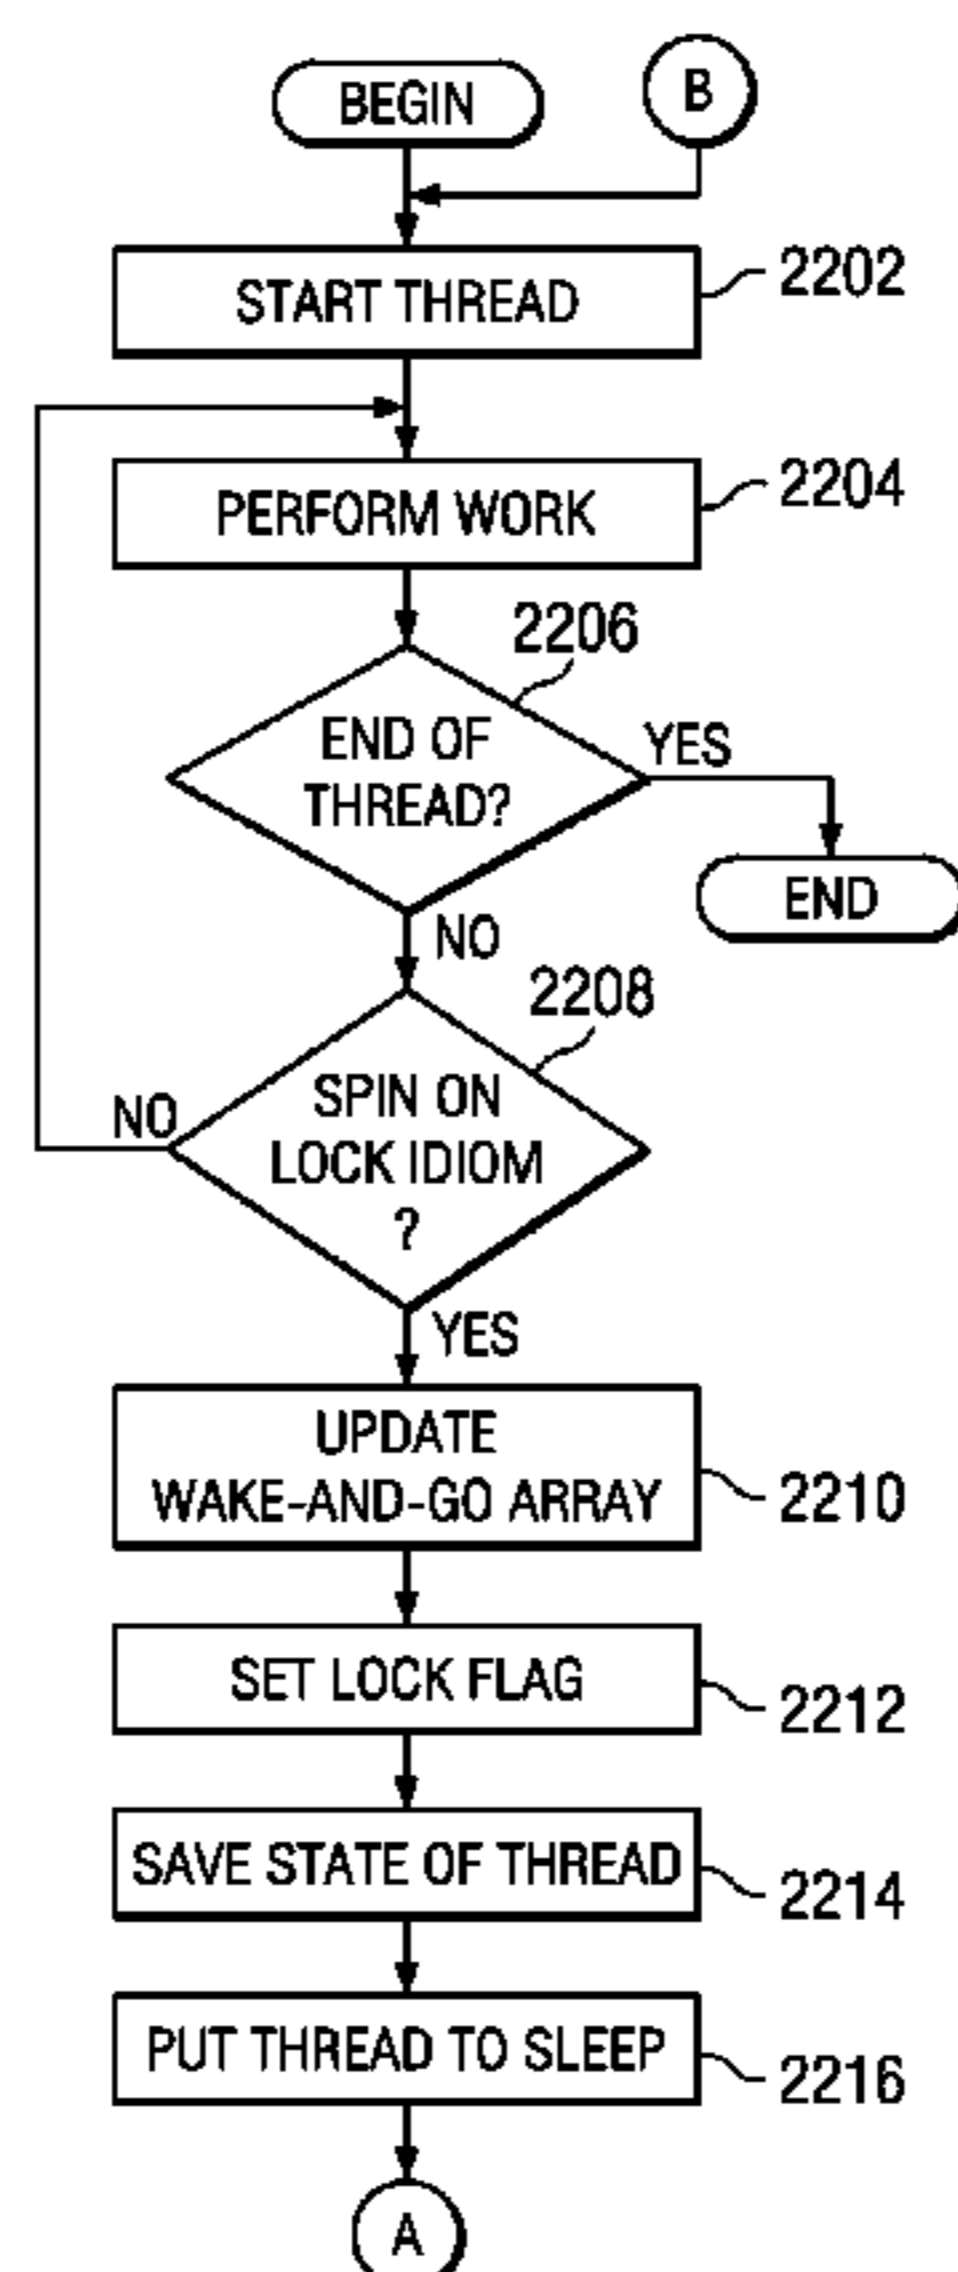 BEGIN
B
START THREAD
2202
PERFORM WORK
2204
2206
END OF
THREAD?
YES
END
NO
2208
SPIN ON
LOCK IDIOM
?
NO
YES
UPDATE
WAKE-AND-GO ARRAY
2210
SET LOCK FLAG
2212
SAVE STATE OF THREAD
2214
PUT THREAD TO SLEEP
2216
A